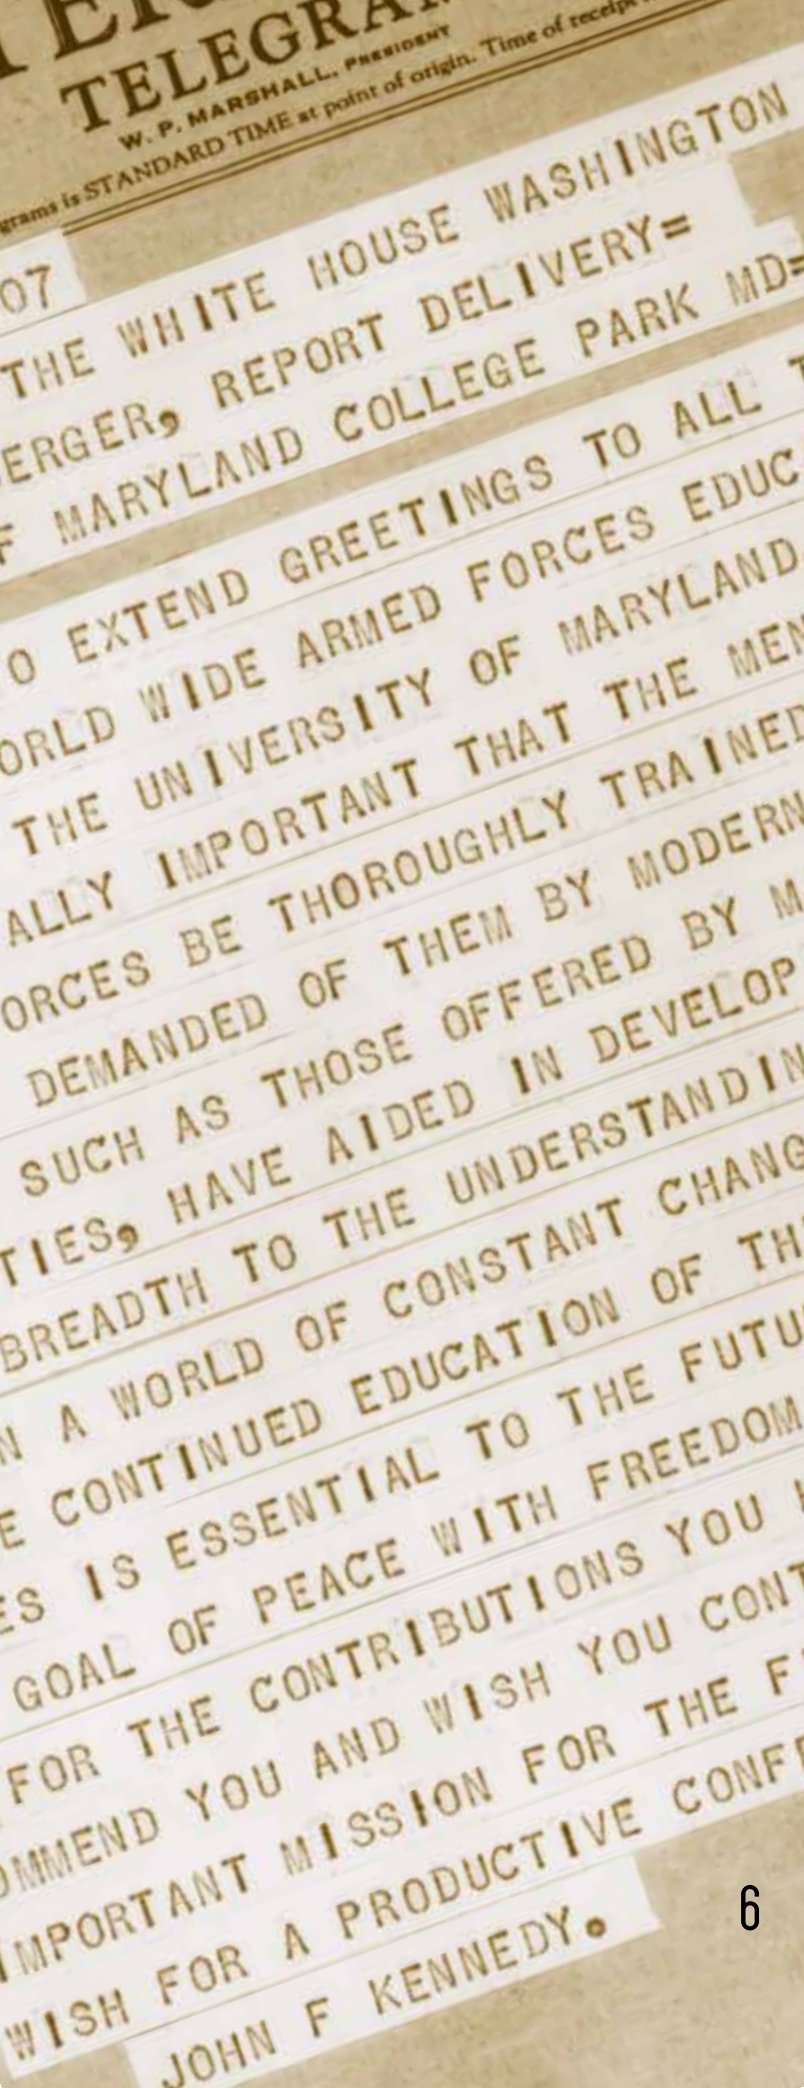 TELEGRAM
W. P. MARSHALL, PRESIDENT
grams is STANDARD TIME at point of origin. Time of receipt
07
THE WHITE HOUSE WASHINGTON
ERGER, REPORT DELIVERY=
F MARYLAND COLLEGE PARK MD=
O EXTEND GREETINGS TO ALL T
ORLD WIDE ARMED FORCES EDUC
THE UNIVERSITY OF MARYLAND
ALLY IMPORTANT THAT THE MEN
ORCES BE THOROUGHLY TRAINED
DEMANDED OF THEM BY MODERN
SUCH AS THOSE OFFERED BY M
TIES, HAVE AIDED IN DEVELOP
BREADTH TO THE UNDERSTANDIN
N A WORLD OF CONSTANT CHANG
E CONTINUED EDUCATION OF TH
ES IS ESSENTIAL TO THE FUTU
GOAL OF PEACE WITH FREEDOM
FOR THE CONTRIBUTIONS YOU H
OMMEND YOU AND WISH YOU CONT
IMPORTANT MISSION FOR THE F
WISH FOR A PRODUCTIVE CONFE
JOHN F KENNEDY.
6